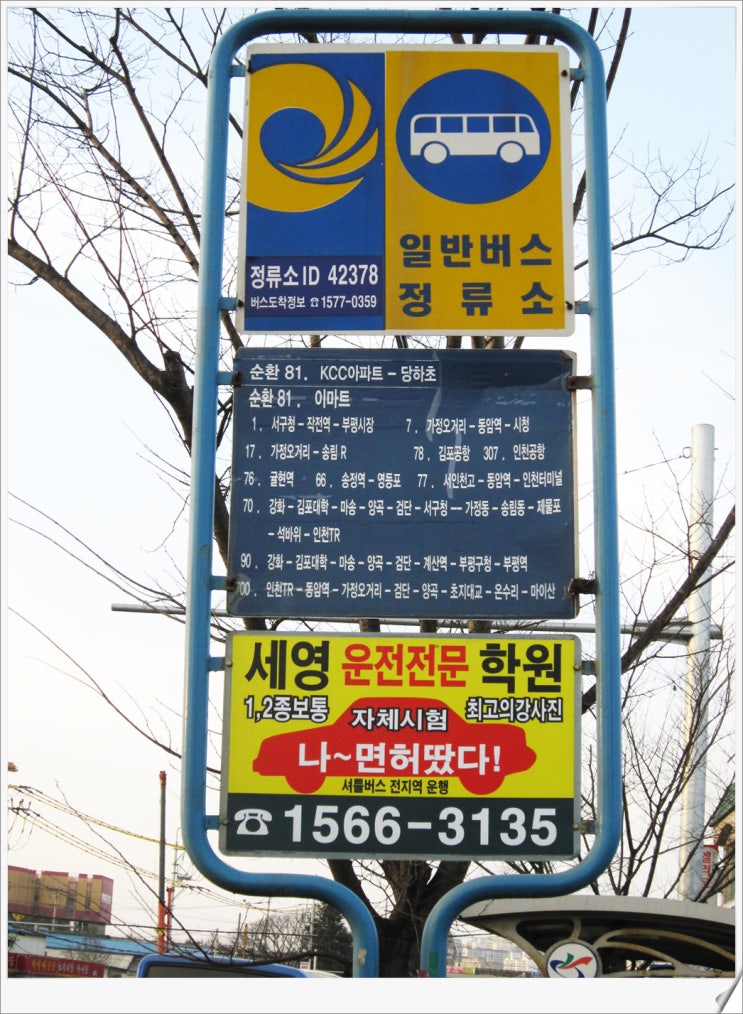 정류소ID 42378
버스도착정보 ☎1577-0359
일반버스
정류소
순환 81. KCC아파트 - 당하초
순환 81. 이마트
1. 서구청 - 작전역 - 부평시장 7. 가정오거리 - 동암역 - 시청
17. 가정오거리 - 송림 R 78. 김포공항 307. 인천공항
76. 귤현역 66. 송정역 - 영등포 77. 서인천고 - 동암역 - 인천터미널
70. 강화 - 김포대학 - 마송 - 양곡 - 검단 - 서구청 -- 가정동 - 송림동 - 제물포
- 석바위 - 인천TR
90. 강화 - 김포대학 - 마송 - 양곡 - 검단 - 계산역 - 부평구청 - 부평역
700. 인천TR - 동암역 - 가정오거리 - 검단 - 양곡 - 초지대교 - 온수리 - 마이산
세영 운전전문 학원
1,2종보통 자체시험 최고의강사진
나~면허땄다!
셔틀버스 전지역 운행
☎ 1566-3135